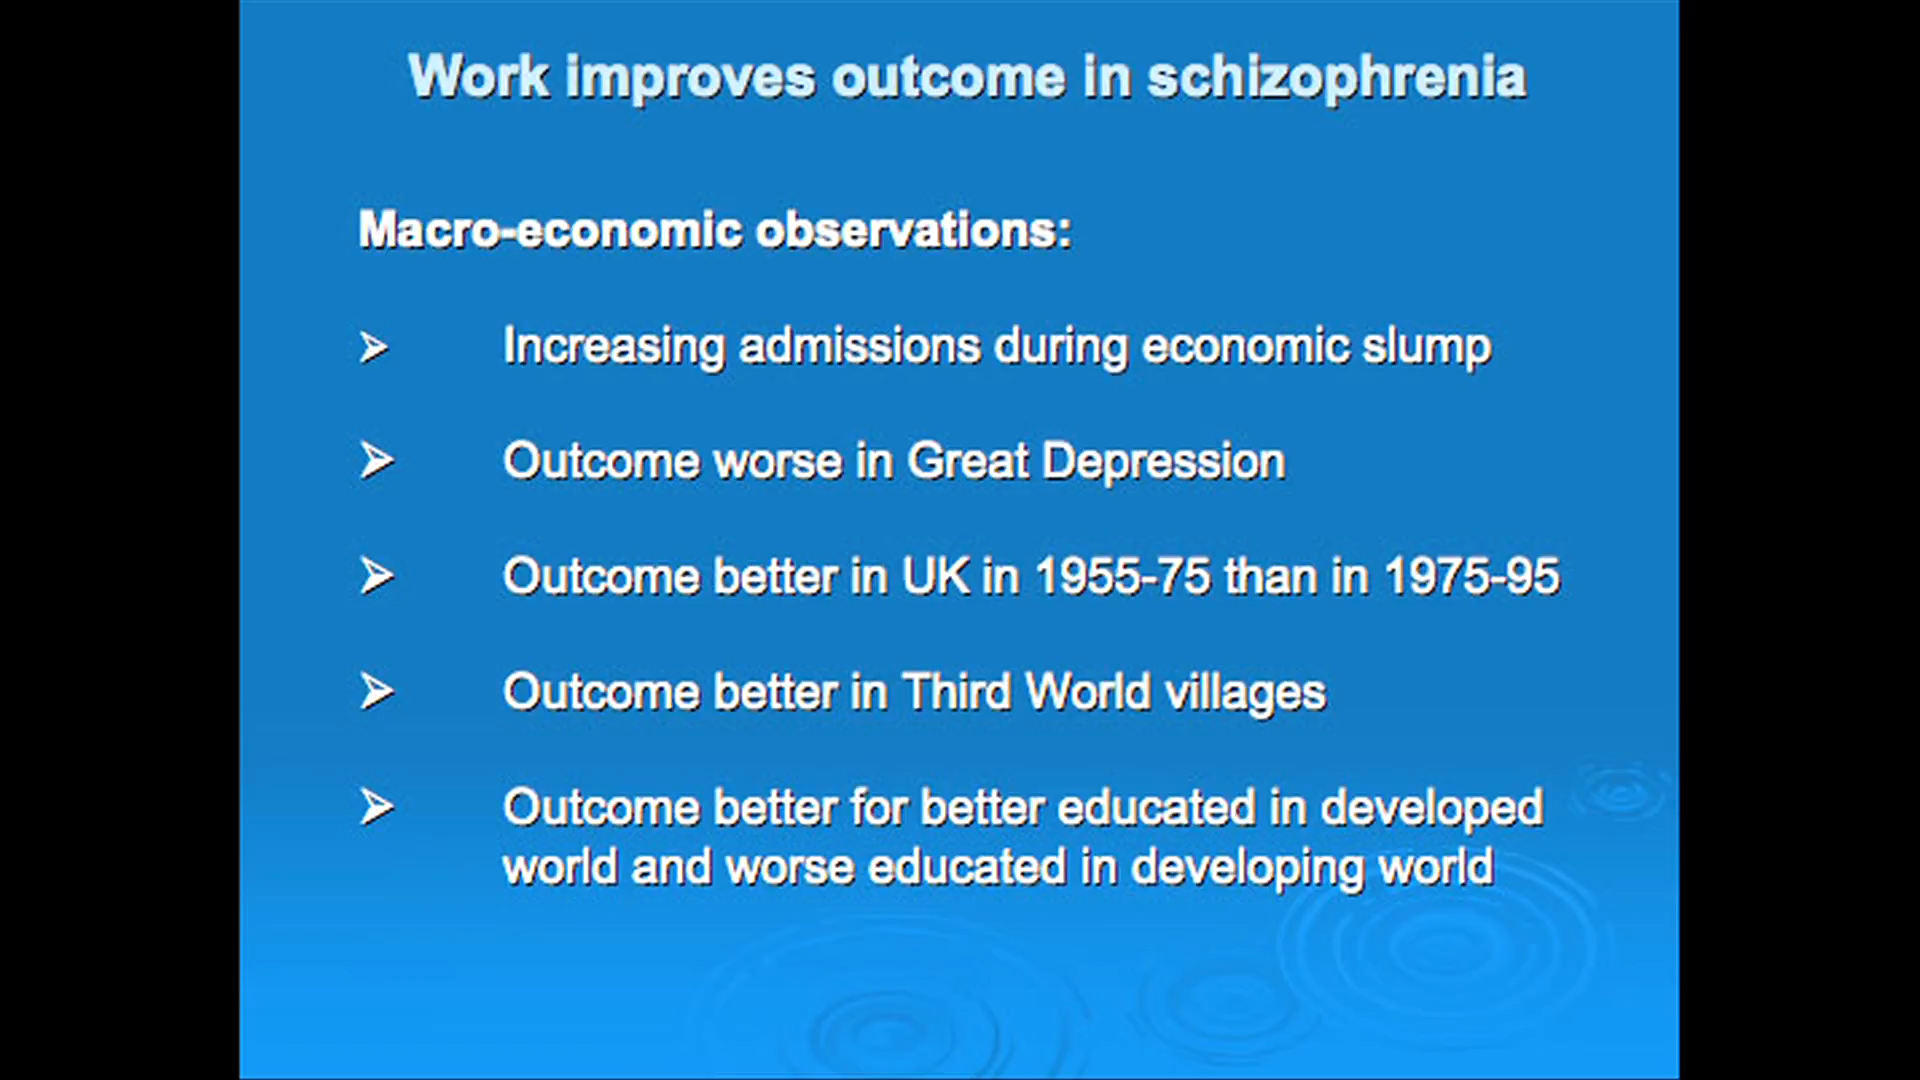 Work improves outcome in schizophrenia
Macro-economic observations:
➢ Increasing admissions during economic slump
➢ Outcome worse in Great Depression
➢ Outcome better in UK in 1955-75 than in 1975-95
➢ Outcome better in Third World villages
➢ Outcome better for better educated in developed
world and worse educated in developing world